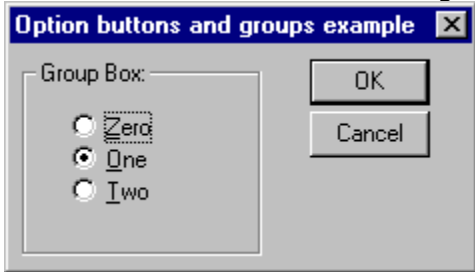 Option buttons and groups example
Group Box:
Zero
One
Two
OK
Cancel